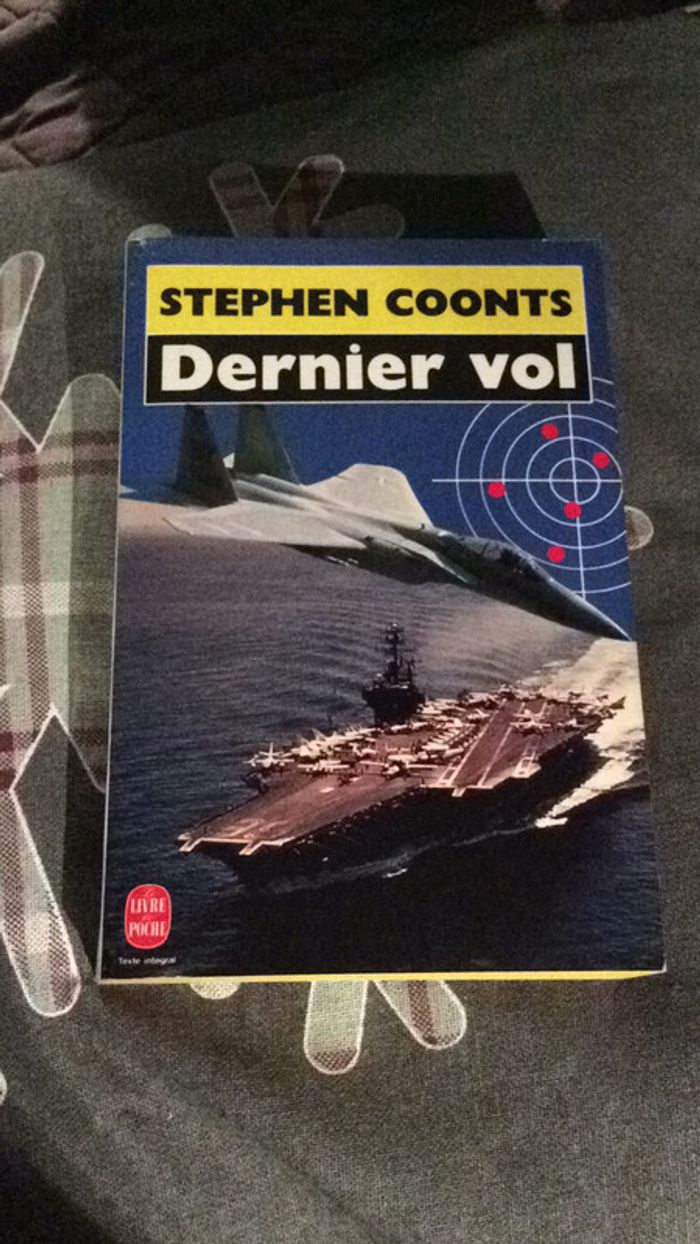 STEPHEN COONTS
Dernier vol
Le
LIVRE
de
POCHE
Texte intégral